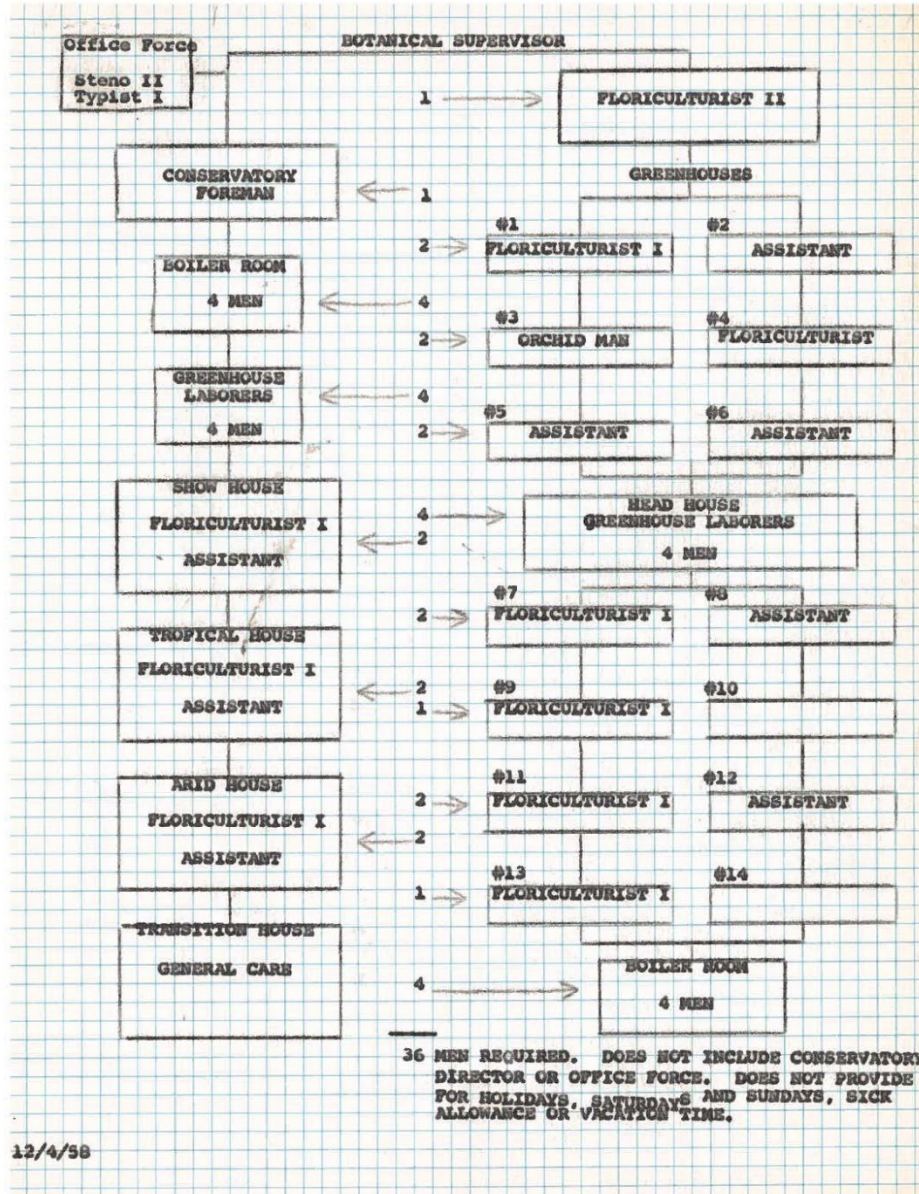 Office Force
Steno II
Typist I
BOTANICAL SUPERVISOR
1
FLORICULTURIST II
CONSERVATORY
FOREMAN
1
GREENHOUSES
2
#1
FLORICULTURIST I
#2
ASSISTANT
BOILER ROOM
4 MEN
4
2
#3
ORCHID MAN
#4
FLORICULTURIST
GREENHOUSE
LABORERS
4 MEN
4
2
#5
ASSISTANT
#6
ASSISTANT
SHOW HOUSE
FLORICULTURIST I
ASSISTANT
4
2
HEAD HOUSE
GREENHOUSE LABORERS
4 MEN
2
#7
FLORICULTURIST I
#8
ASSISTANT
TROPICAL HOUSE
FLORICULTURIST I
ASSISTANT
2
1
#9
FLORICULTURIST I
#10
ARID HOUSE
FLORICULTURIST I
ASSISTANT
2
2
#11
FLORICULTURIST I
#12
ASSISTANT
1
#13
FLORICULTURIST I
#14
TRANSITION HOUSE
GENERAL CARE
4
BOILER ROOM
4 MEN
36 MEN REQUIRED. DOES NOT INCLUDE CONSERVATORY
DIRECTOR OR OFFICE FORCE. DOES NOT PROVIDE
FOR HOLIDAYS, SATURDAYS AND SUNDAYS, SICK
ALLOWANCE OR VACATION TIME.
12/4/58